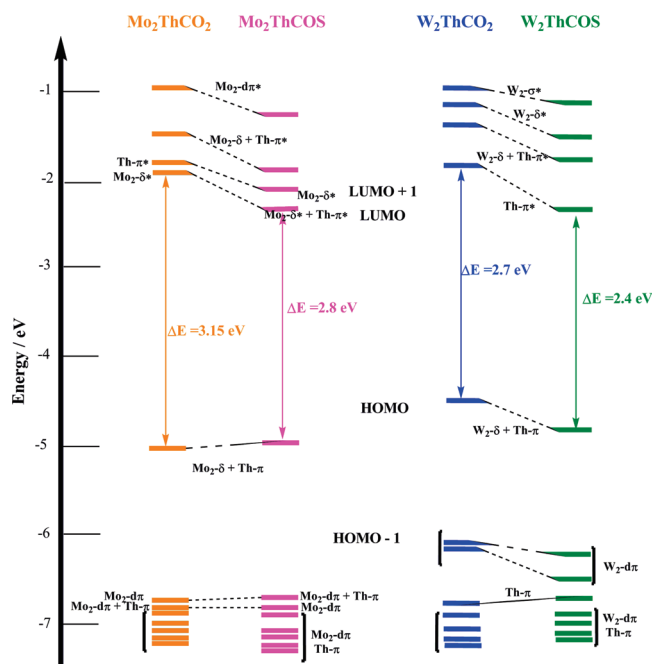 Mo₂ThCO₂ Mo₂ThCOS W₂ThCO₂ W₂ThCOS
-1
Mo₂-dπ*
W₂-σ*
W₂-δ*
Mo₂-δ + Th-π*
Th-π*
W₂-δ + Th-π*
Mo₂-δ*
-2
Mo₂-δ*
LUMO + 1
Th-π*
Mo₂-δ* + Th-π*
LUMO
-3
ΔE =2.7 eV
ΔE =2.8 eV
ΔE =2.4 eV
ΔE =3.15 eV
Energy / eV
-4
HOMO
-5
W₂-δ + Th-π
Mo₂-δ + Th-π
-6
HOMO - 1
W₂-dπ
Th-π
Mo₂-dπ
Mo₂-dπ + Th-π
Mo₂-dπ + Th-π
Mo₂-dπ
-7
Mo₂-dπ
Th-π
W₂-dπ
Th-π